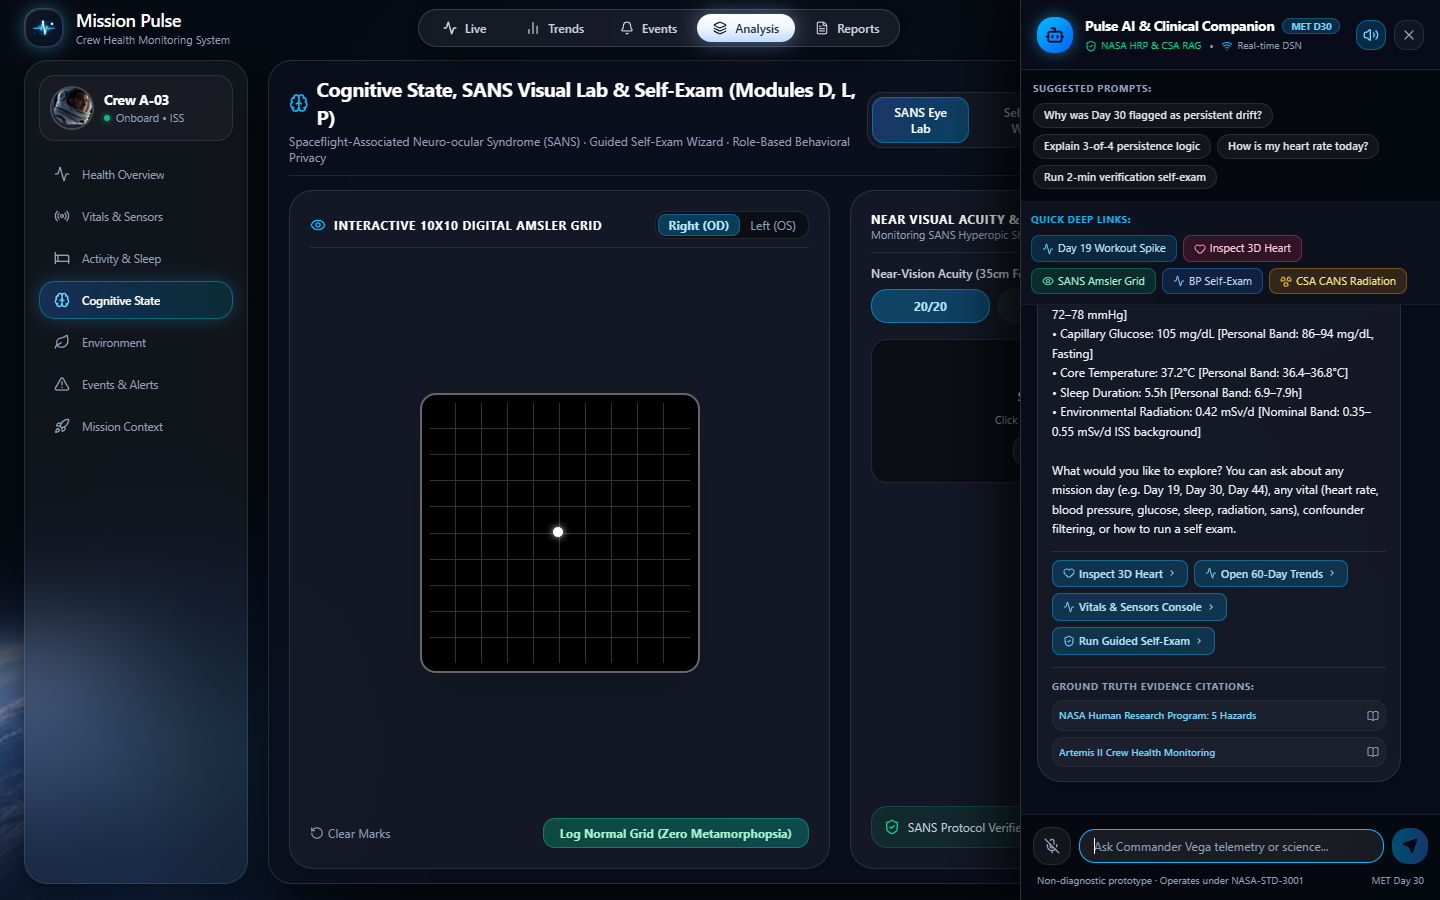 Mission Pulse
Crew Health Monitoring System
Live
Trends
Events
Analysis
Reports
Crew A-03
Onboard • ISS
Health Overview
Vitals & Sensors
Activity & Sleep
Cognitive State
Environment
Events & Alerts
Mission Context
Cognitive State, SANS Visual Lab & Self-Exam (Modules D, L,
P)
Spaceflight-Associated Neuro-ocular Syndrome (SANS) · Guided Self-Exam Wizard · Role-Based Behavioral
Privacy
SANS Eye
Lab
INTERACTIVE 10X10 DIGITAL AMSLER GRID
Right (OD)
Left (OS)
Clear Marks
Log Normal Grid (Zero Metamorphopsia)
NEAR VISUAL ACUITY &
Monitoring SANS Hyperopic
Near-Vision Acuity (35cm
20/20
Click
SANS Protocol
Pulse AI & Clinical Companion
MET D30
NASA HRP & CSA RAG • Real-time DSN
SUGGESTED PROMPTS:
Why was Day 30 flagged as persistent drift?
Explain 3-of-4 persistence logic
How is my heart rate today?
Run 2-min verification self-exam
QUICK DEEP LINKS:
Day 19 Workout Spike
Inspect 3D Heart
SANS Amsler Grid
BP Self-Exam
CSA CANS Radiation
72–78 mmHg]
• Capillary Glucose: 105 mg/dL [Personal Band: 86–94 mg/dL,
Fasting]
• Core Temperature: 37.2°C [Personal Band: 36.4–36.8°C]
• Sleep Duration: 5.5h [Personal Band: 6.9–7.9h]
• Environmental Radiation: 0.42 mSv/d [Nominal Band: 0.35–
0.55 mSv/d ISS background]
What would you like to explore? You can ask about any
mission day (e.g. Day 19, Day 30, Day 44), any vital (heart rate,
blood pressure, glucose, sleep, radiation, sans), confounder
filtering, or how to run a self exam.
Inspect 3D Heart ›
Open 60-Day Trends ›
Vitals & Sensors Console ›
Run Guided Self-Exam ›
GROUND TRUTH EVIDENCE CITATIONS:
NASA Human Research Program: 5 Hazards
Artemis II Crew Health Monitoring
Ask Commander Vega telemetry or science...
Non-diagnostic prototype · Operates under NASA-STD-3001
MET Day 30